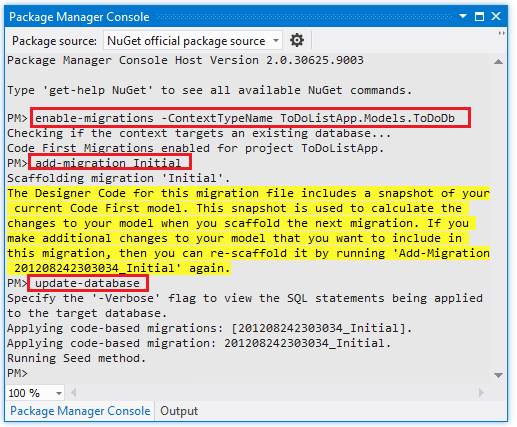 Package Manager Console
Package source: NuGet official package source
Package Manager Console Host Version 2.0.30625.9003
Type 'get-help NuGet' to see all available NuGet commands.
PM> enable-migrations -ContextTypeName ToDoListApp.Models.ToDoDb
Checking if the context targets an existing database...
Code First Migrations enabled for project ToDoListApp.
PM> add-migration Initial
Scaffolding migration 'Initial'.
The Designer Code for this migration file includes a snapshot of your
current Code First model. This snapshot is used to calculate the
changes to your model when you scaffold the next migration. If you
make additional changes to your model that you want to include in
this migration, then you can re-scaffold it by running 'Add-Migration
201208242303034_Initial' again.
PM> update-database
Specify the '-Verbose' flag to view the SQL statements being applied
to the target database.
Applying code-based migrations: [201208242303034_Initial].
Applying code-based migration: 201208242303034_Initial.
Running Seed method.
PM>
100 %
Package Manager Console Output